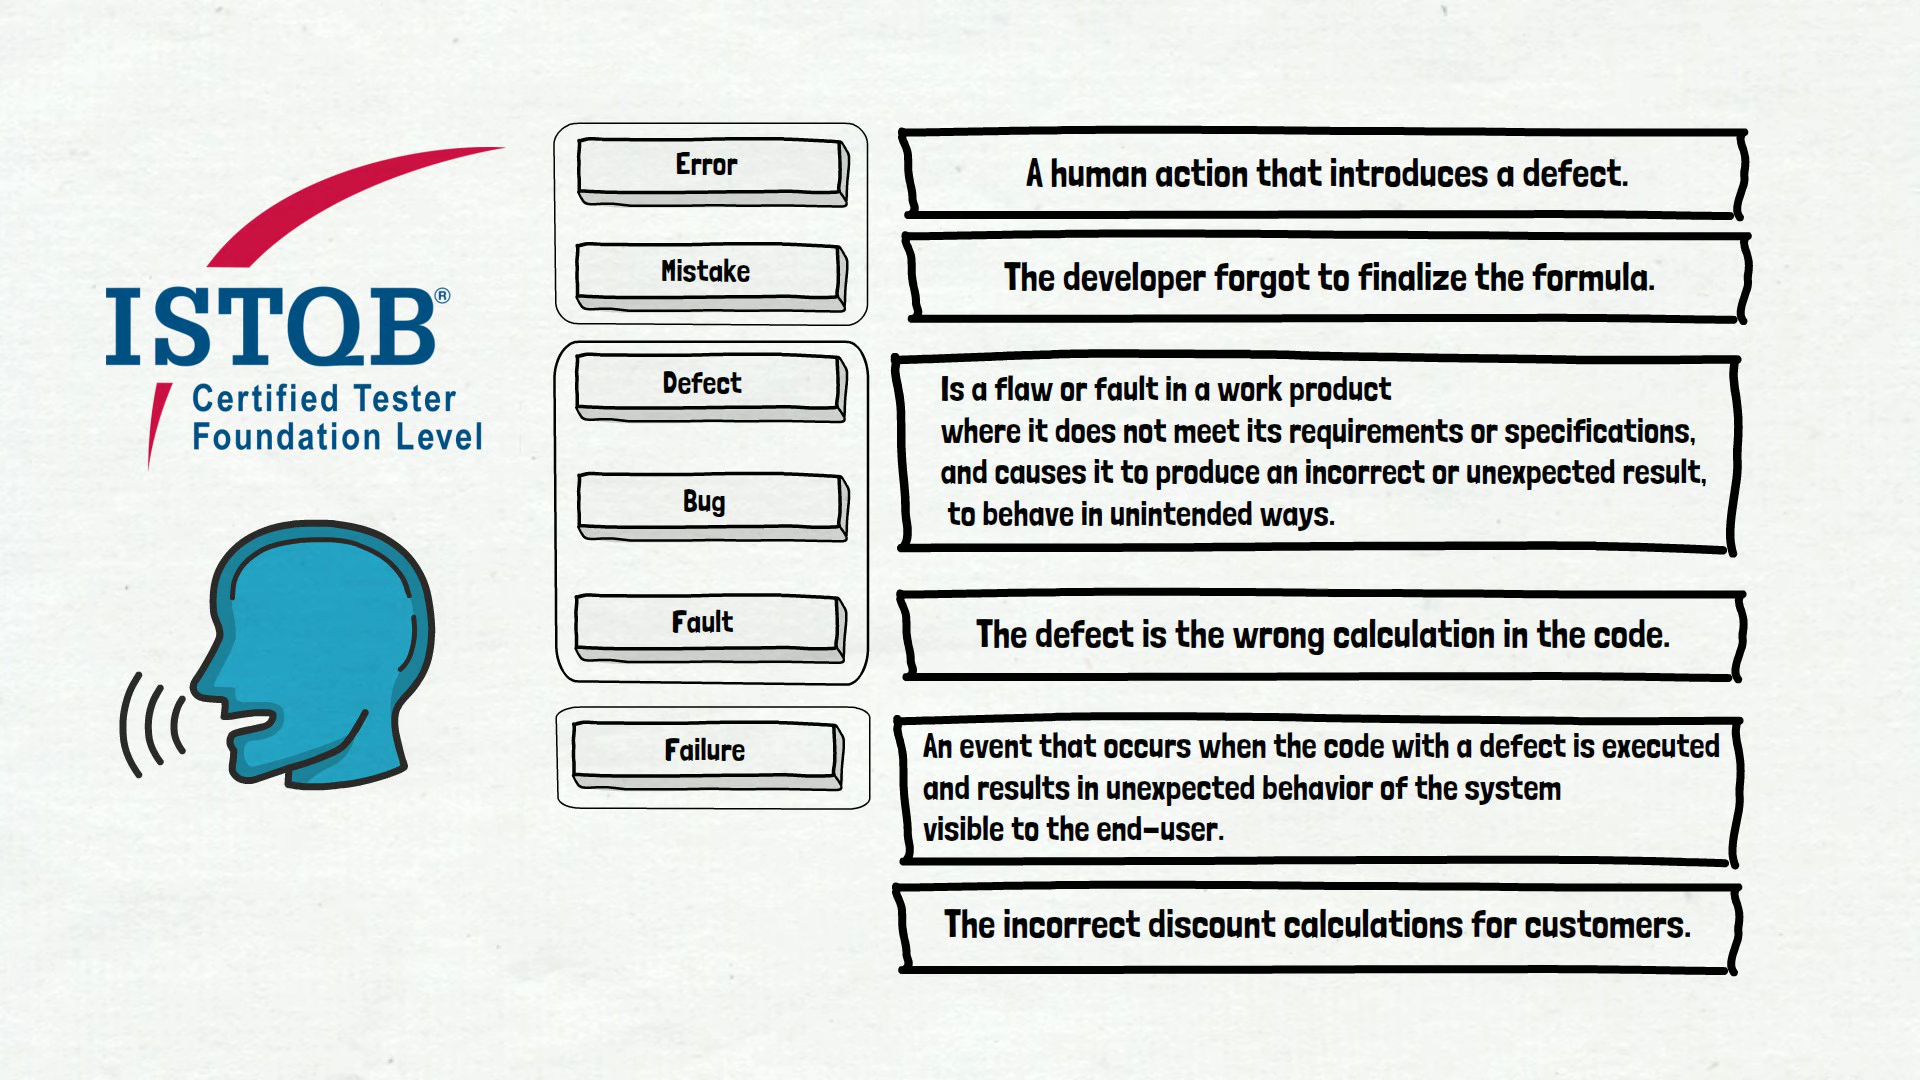 ISTQB®
Certified Tester
Foundation Level
Error
A human action that introduces a defect.
Mistake
The developer forgot to finalize the formula.
Defect
Is a flaw or fault in a work product
where it does not meet its requirements or specifications,
and causes it to produce an incorrect or unexpected result,
to behave in unintended ways.
Bug
Fault
The defect is the wrong calculation in the code.
Failure
An event that occurs when the code with a defect is executed
and results in unexpected behavior of the system
visible to the end-user.
The incorrect discount calculations for customers.